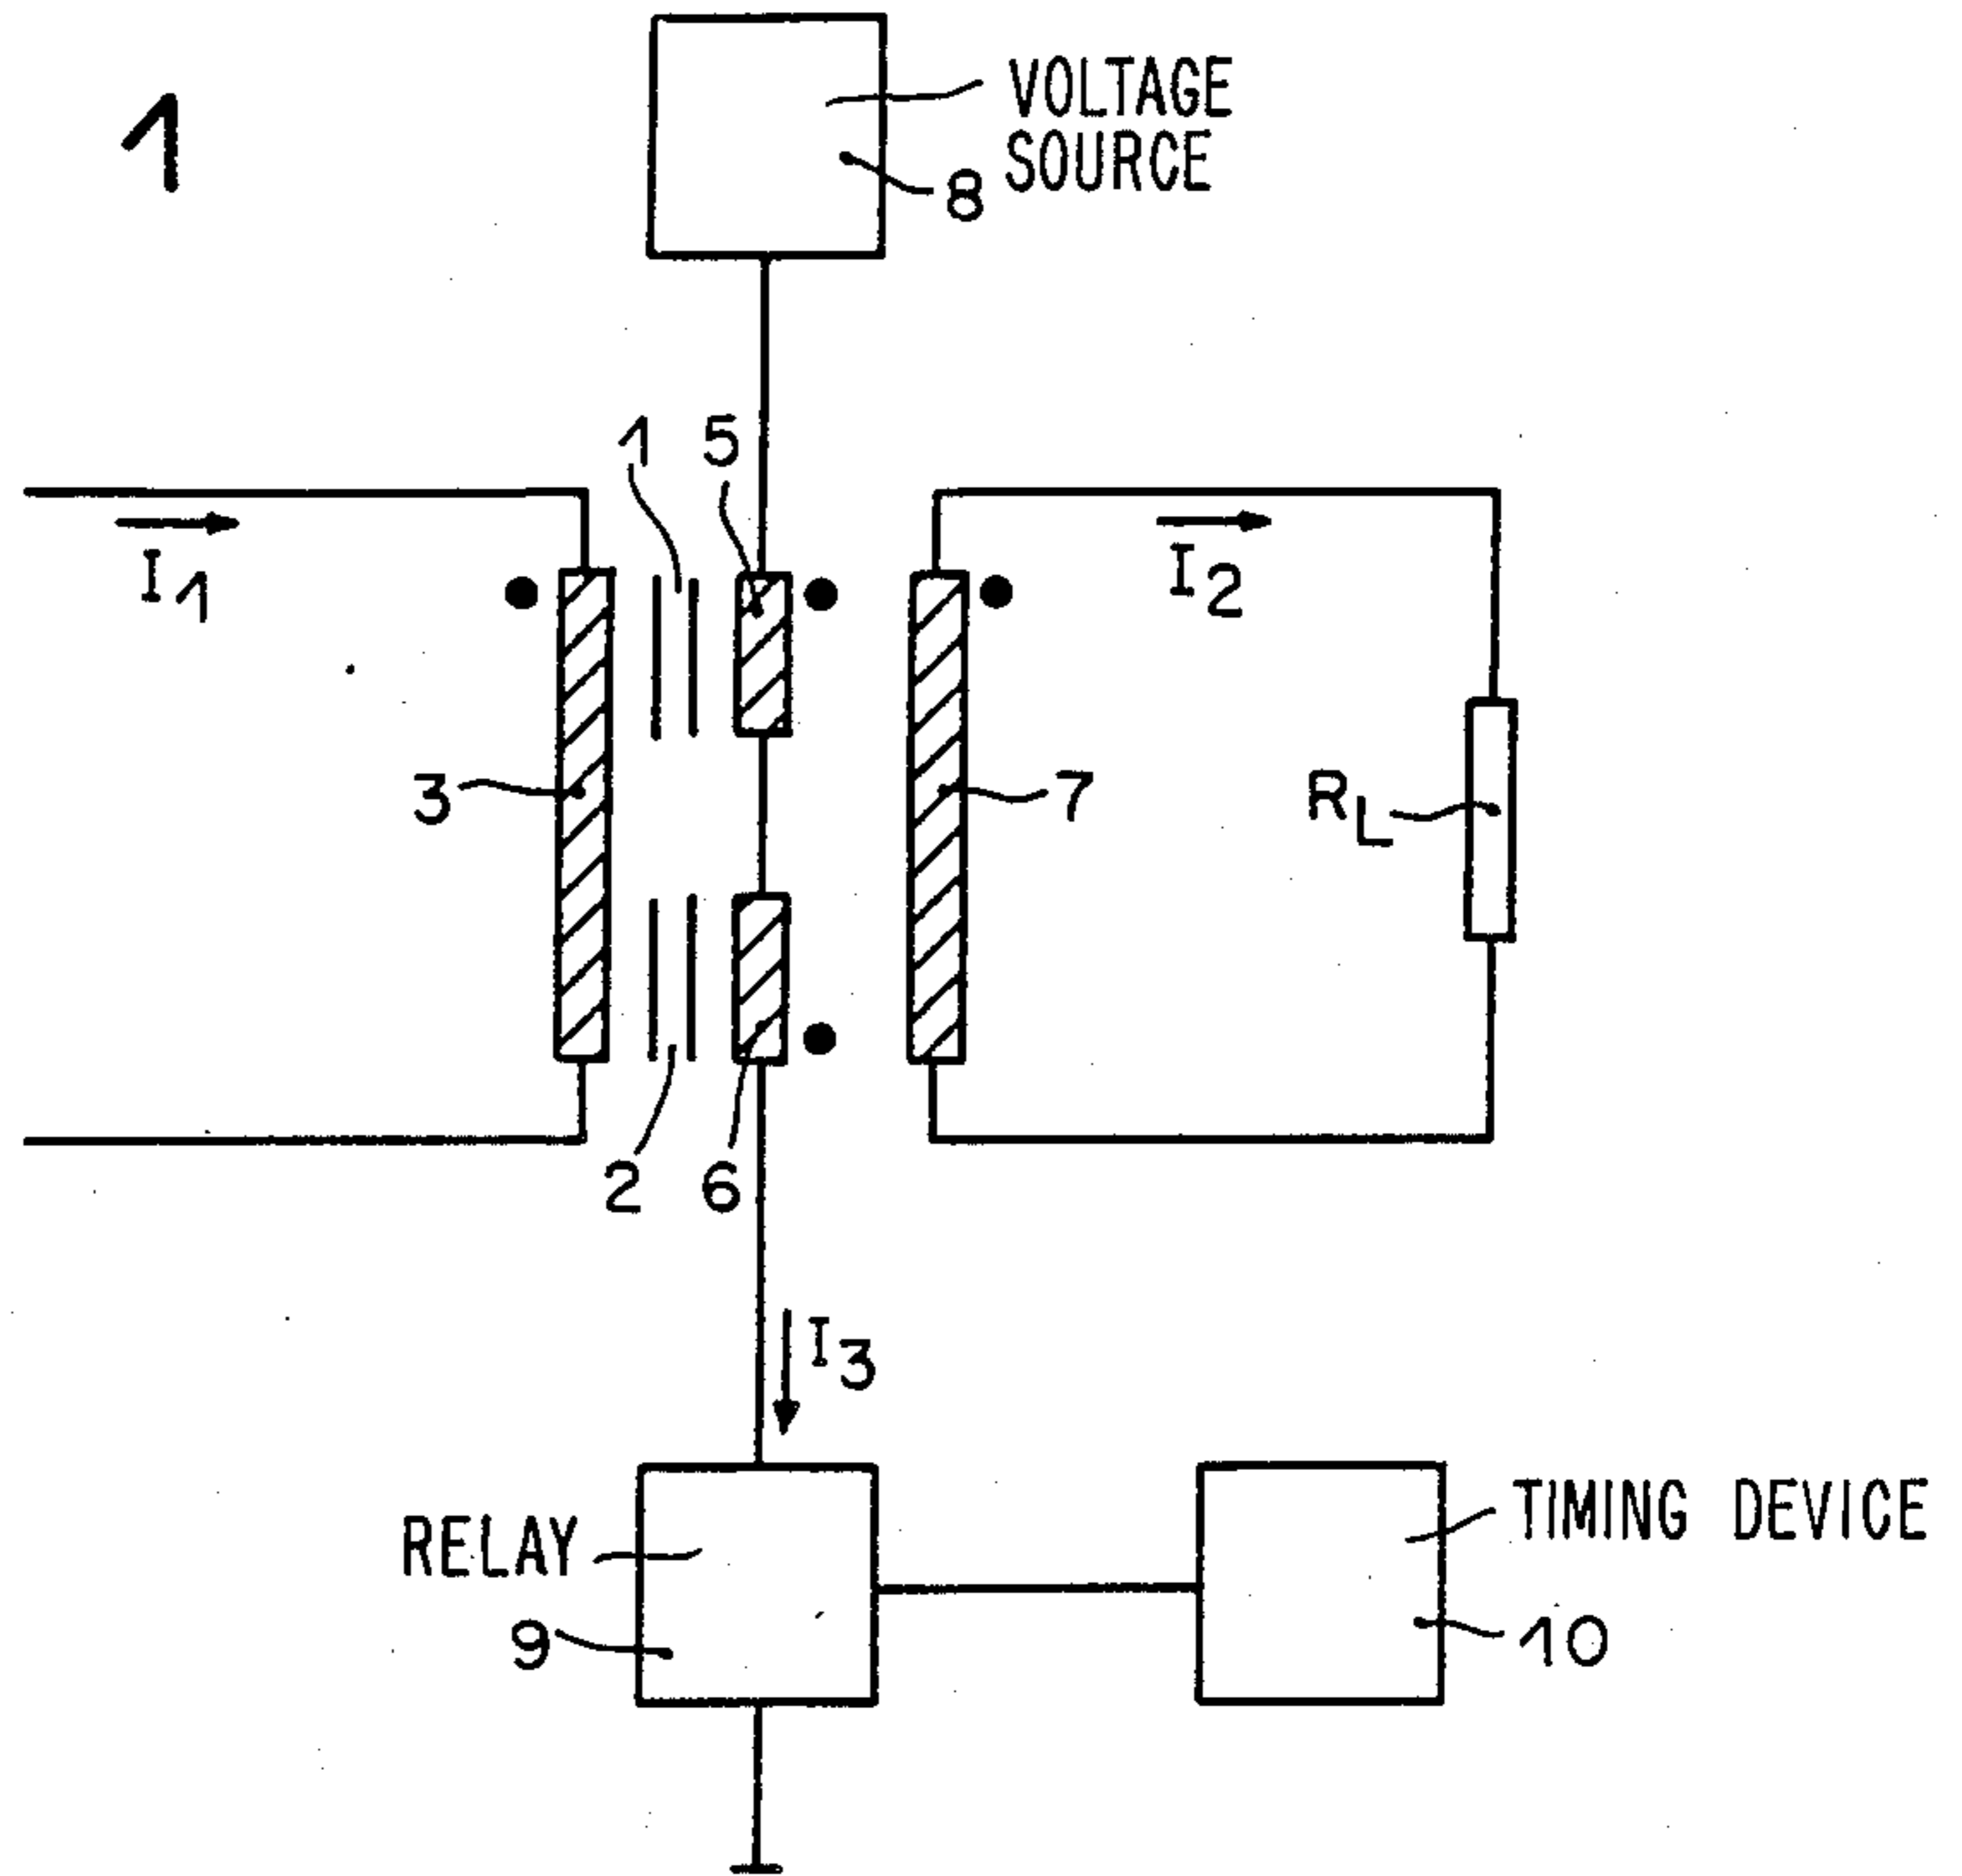 1
VOLTAGE
SOURCE
8
1
5
I1
I2
3
7
RL
2
6
I3
RELAY
TIMING DEVICE
9
10